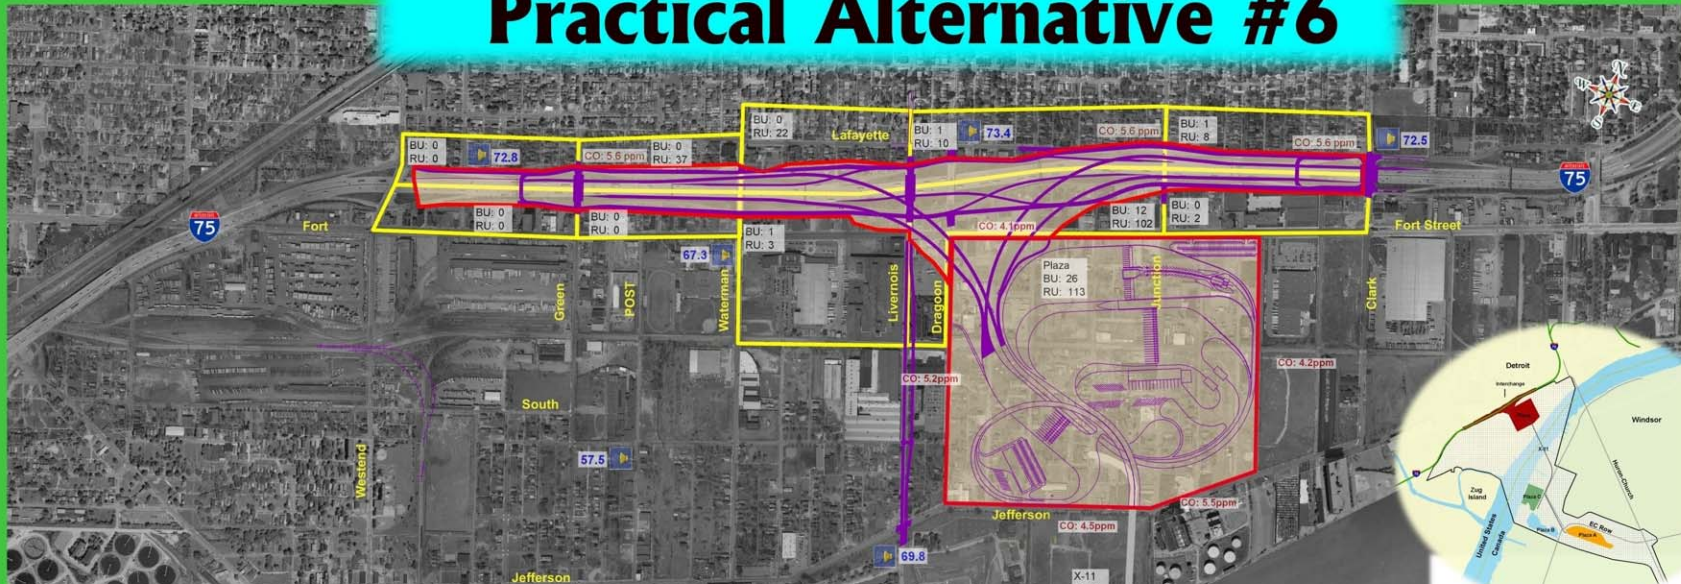 Practical Alternative #6
BU: 0
RU: 22
Lafayette
BU: 1
RU: 10
73.4
CO: 5.6 ppm
BU: 1
RU: 8
CO: 5.6 ppm
72.5
BU: 0
RU: 0
72.8
CO: 5.6 ppm
BU: 0
RU: 37
75
75
Fort
BU: 0
RU: 0
BU: 0
RU: 0
BU: 1
RU: 3
CO: 4.1ppm
BU: 12
RU: 102
BU: 0
RU: 2
Fort Street
67.3
Plaza
BU: 26
RU: 113
Green
POST
Waterman
Livernois
Dragoon
Junction
Clark
CO: 5.2ppm
CO: 4.2ppm
South
57.5
Westend
CO: 5.5ppm
Jefferson
CO: 4.5ppm
69.8
Jefferson
X-11
Detroit
Interchange
Windsor
X-11
Huron-Church
Zug
Island
Plaza C
Plaza B
EC Row
Plaza A
United States
Canada